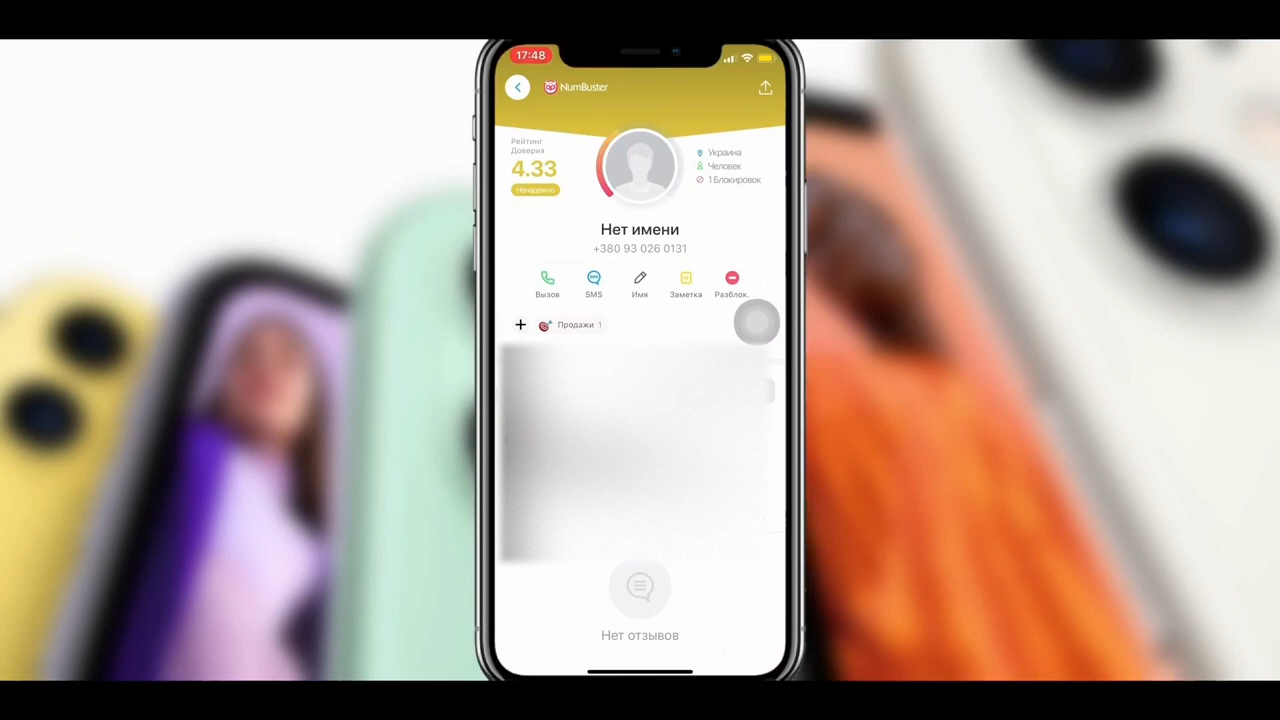 17:48
NumBuster
Рейтинг
Доверия
4.33
Ненадежно
Украина
Человек
1 Блокировок
Нет имени
+380 93 026 0131
Вызов
SMS
Имя
Заметка
Разблок.
Продажи 1
Нет отзывов